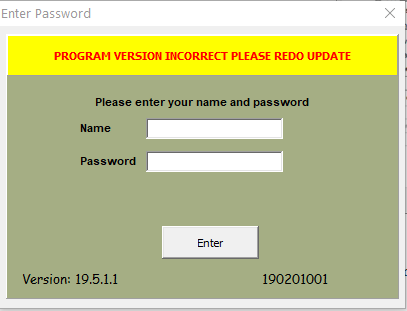 Enter Password
PROGRAM VERSION INCORRECT PLEASE REDO UPDATE
Please enter your name and password
Name
Password
Enter
Version: 19.5.1.1 190201001